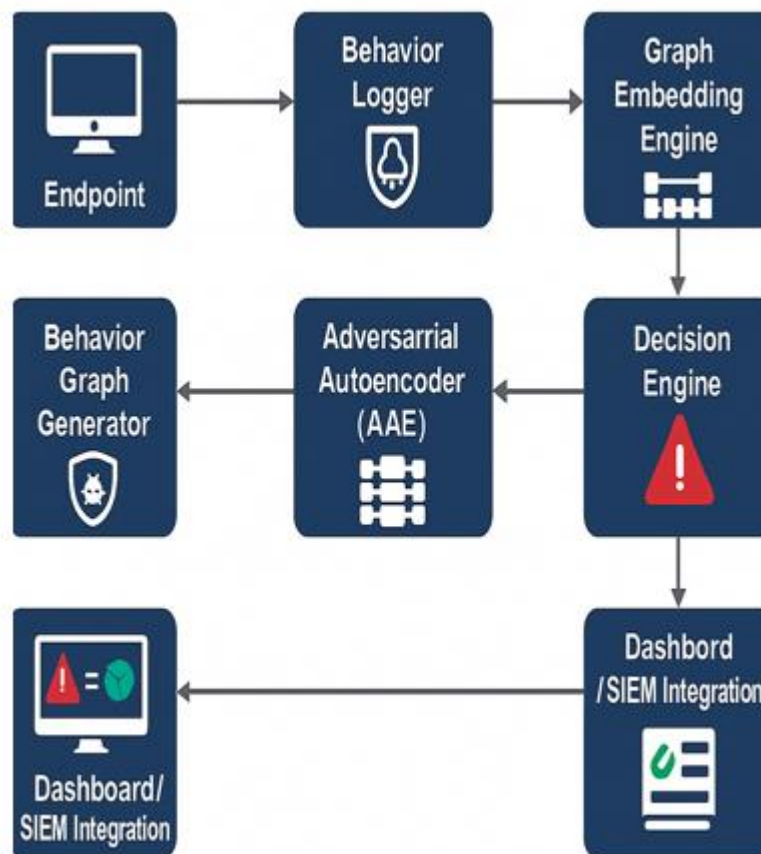 Endpoint
Behavior
Logger
Graph
Embedding
Engine
Behavior
Graph
Generator
Adversarrial
Autoencoder
(AAE)
Decision
Engine
Dashboard/
SIEM Integration
Dashbord
/SIEM Integration